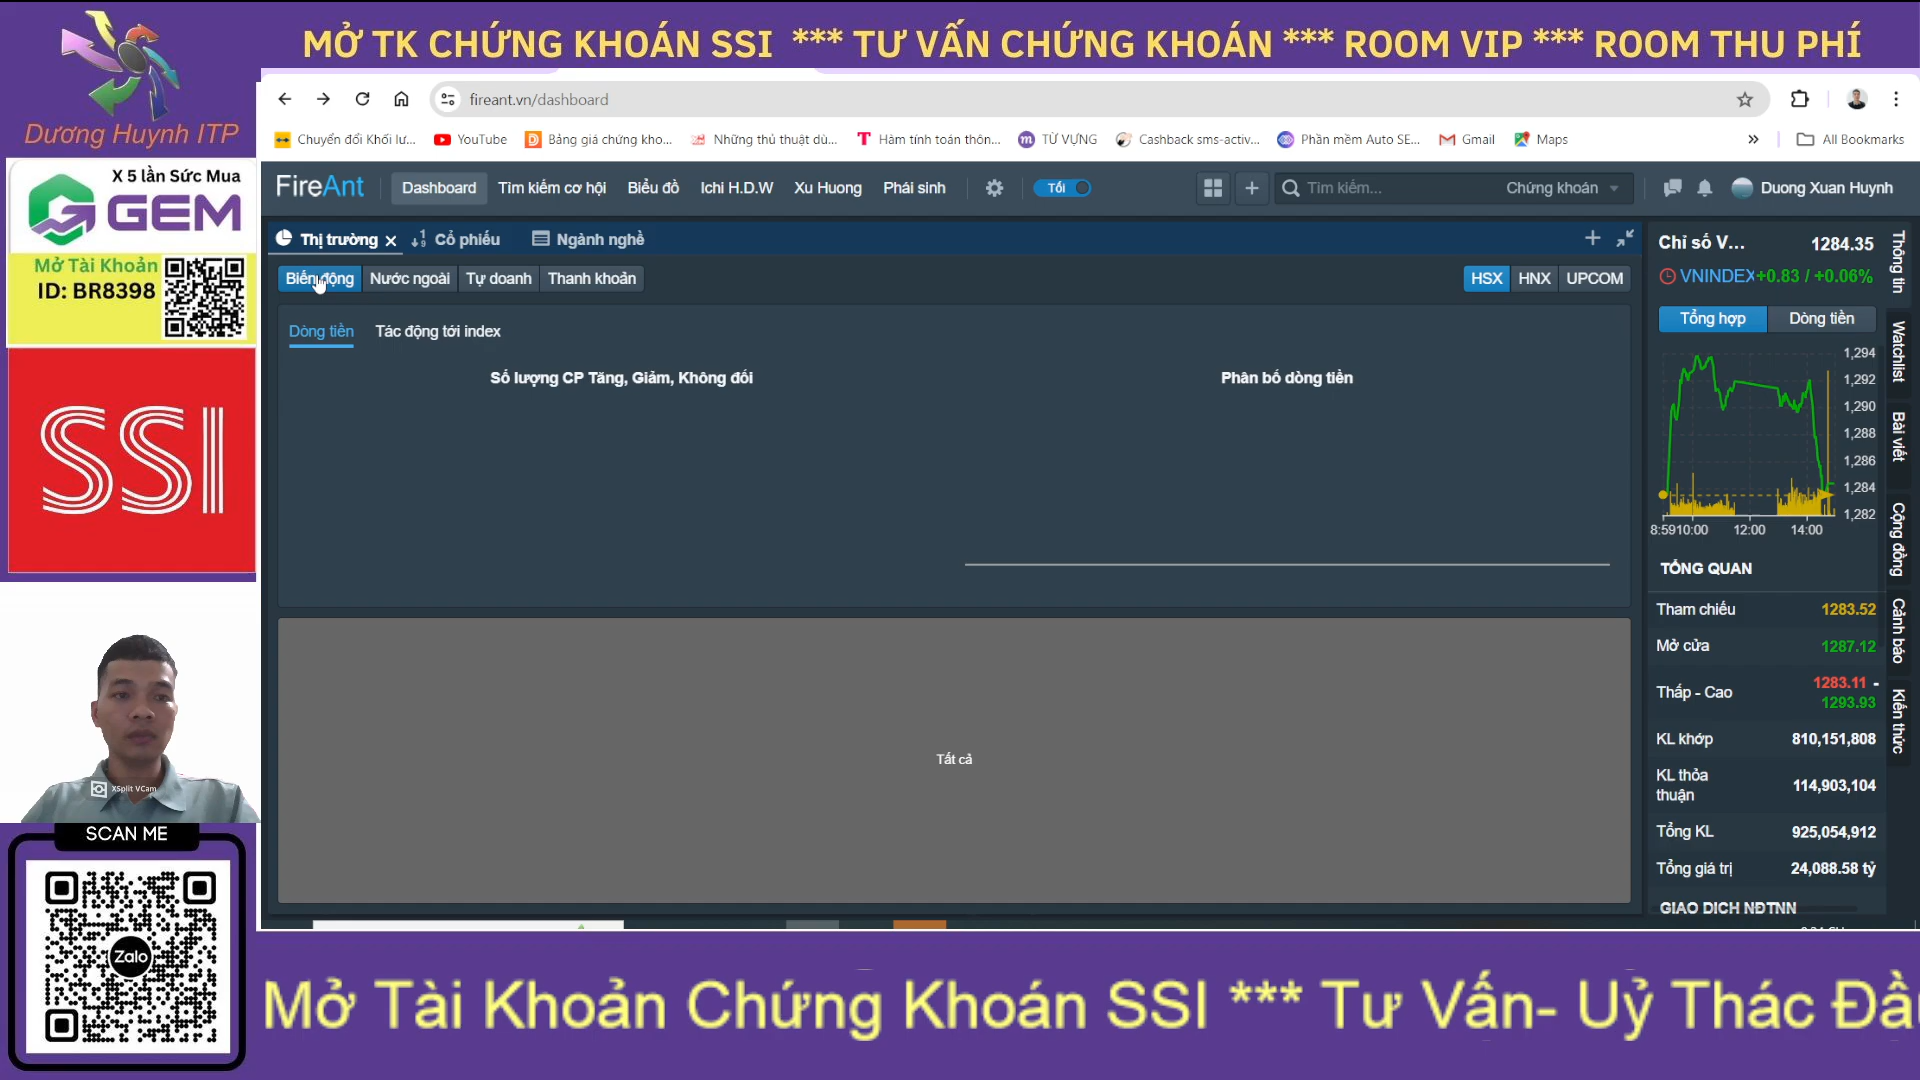 MỞ TK CHỨNG KHOÁN SSI *** TƯ VẤN CHỨNG KHOÁN *** ROOM VIP *** ROOM THU PHÍ
Dương Huynh ITP
X 5 lần Sức Mua
GEM
Mở Tài Khoản
ID: BR8398
SSI
XSplit VCam
SCAN ME
Zalo
fireant.vn/dashboard
Chuyển đổi Khối lư...
YouTube
Bảng giá chứng kho...
Những thủ thuật dù...
Hàm tính toán thôn...
TỪ VỰNG
Cashback sms-activ...
Phần mềm Auto SE...
Gmail
Maps
All Bookmarks
FireAnt
Dashboard
Tìm kiếm cơ hội
Biểu đồ
Ichi H.D.W
Xu Huong
Phái sinh
Tối
Tìm kiếm...
Chứng khoán
Duong Xuan Huynh
Thị trường
Cổ phiếu
Ngành nghề
Biến động
Nước ngoài
Tự doanh
Thanh khoản
HSX
HNX
UPCOM
Dòng tiền
Tác động tới index
Số lượng CP Tăng, Giảm, Không đổi
Phân bổ dòng tiền
Tất cả
Chỉ số V... 1284.35
VNINDEX +0.83 / +0.06%
Tổng hợp
Dòng tiền
1,294
1,292
1,290
1,288
1,286
1,284
1,282
8:59 10:00 12:00 14:00
TỔNG QUAN
Tham chiếu 1283.52
Mở cửa 1287.12
Thấp - Cao 1283.11 - 1293.93
KL khớp 810,151,808
KL thỏa thuận 114,903,104
Tổng KL 925,054,912
Tổng giá trị 24,088.58 tỷ
GIAO DỊCH NĐTNN
Thông tin
Watchlist
Bài viết
Cộng đồng
Cảnh báo
Kiến thức
Mở Tài Khoản Chứng Khoán SSI *** Tư Vấn- Uỷ Thác Đầ